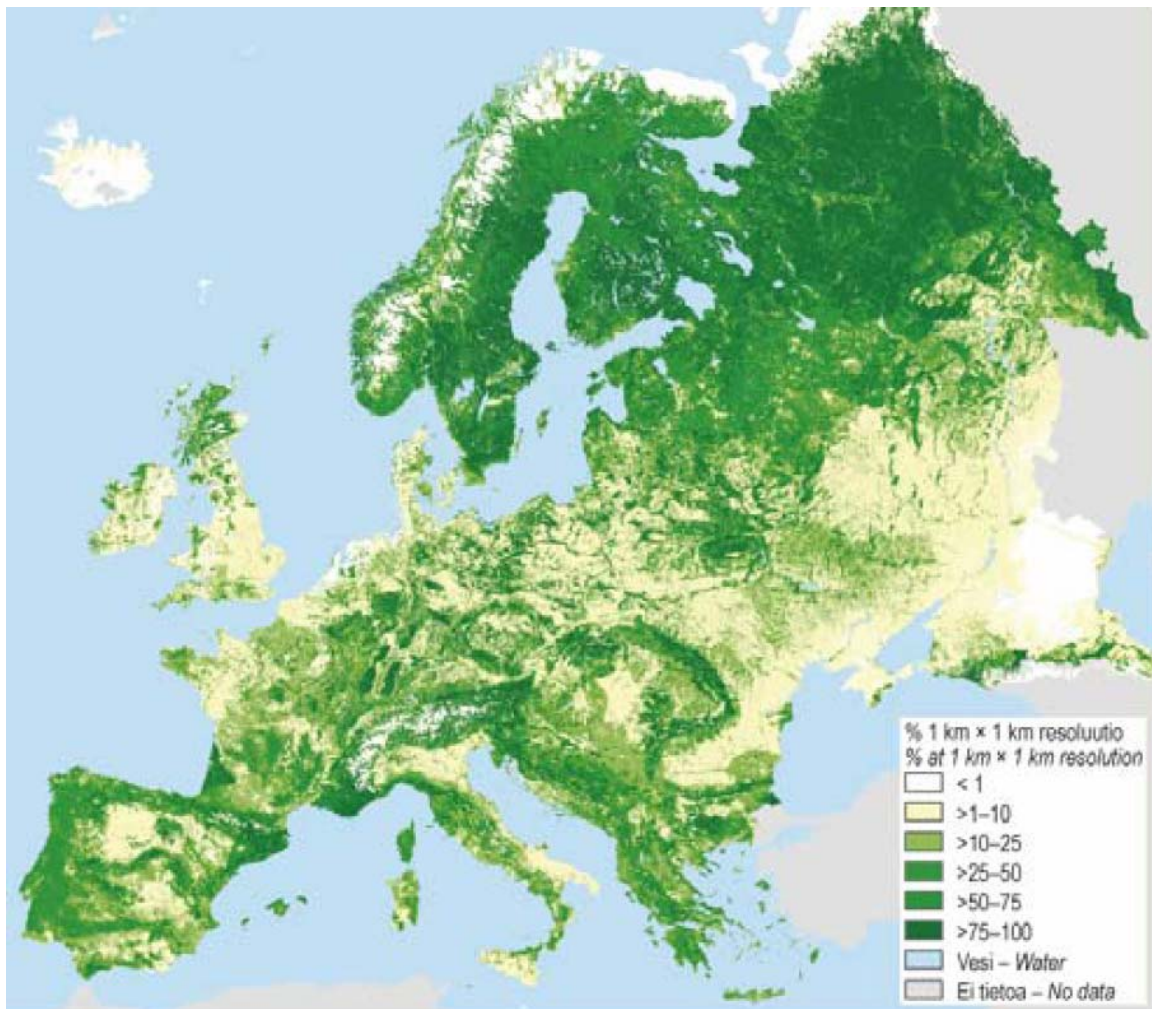 % 1 km × 1 km resoluutio
% at 1 km × 1 km resolution
< 1
>1–10
>10–25
>25–50
>50–75
>75–100
Vesi – Water
Ei tietoa – No data